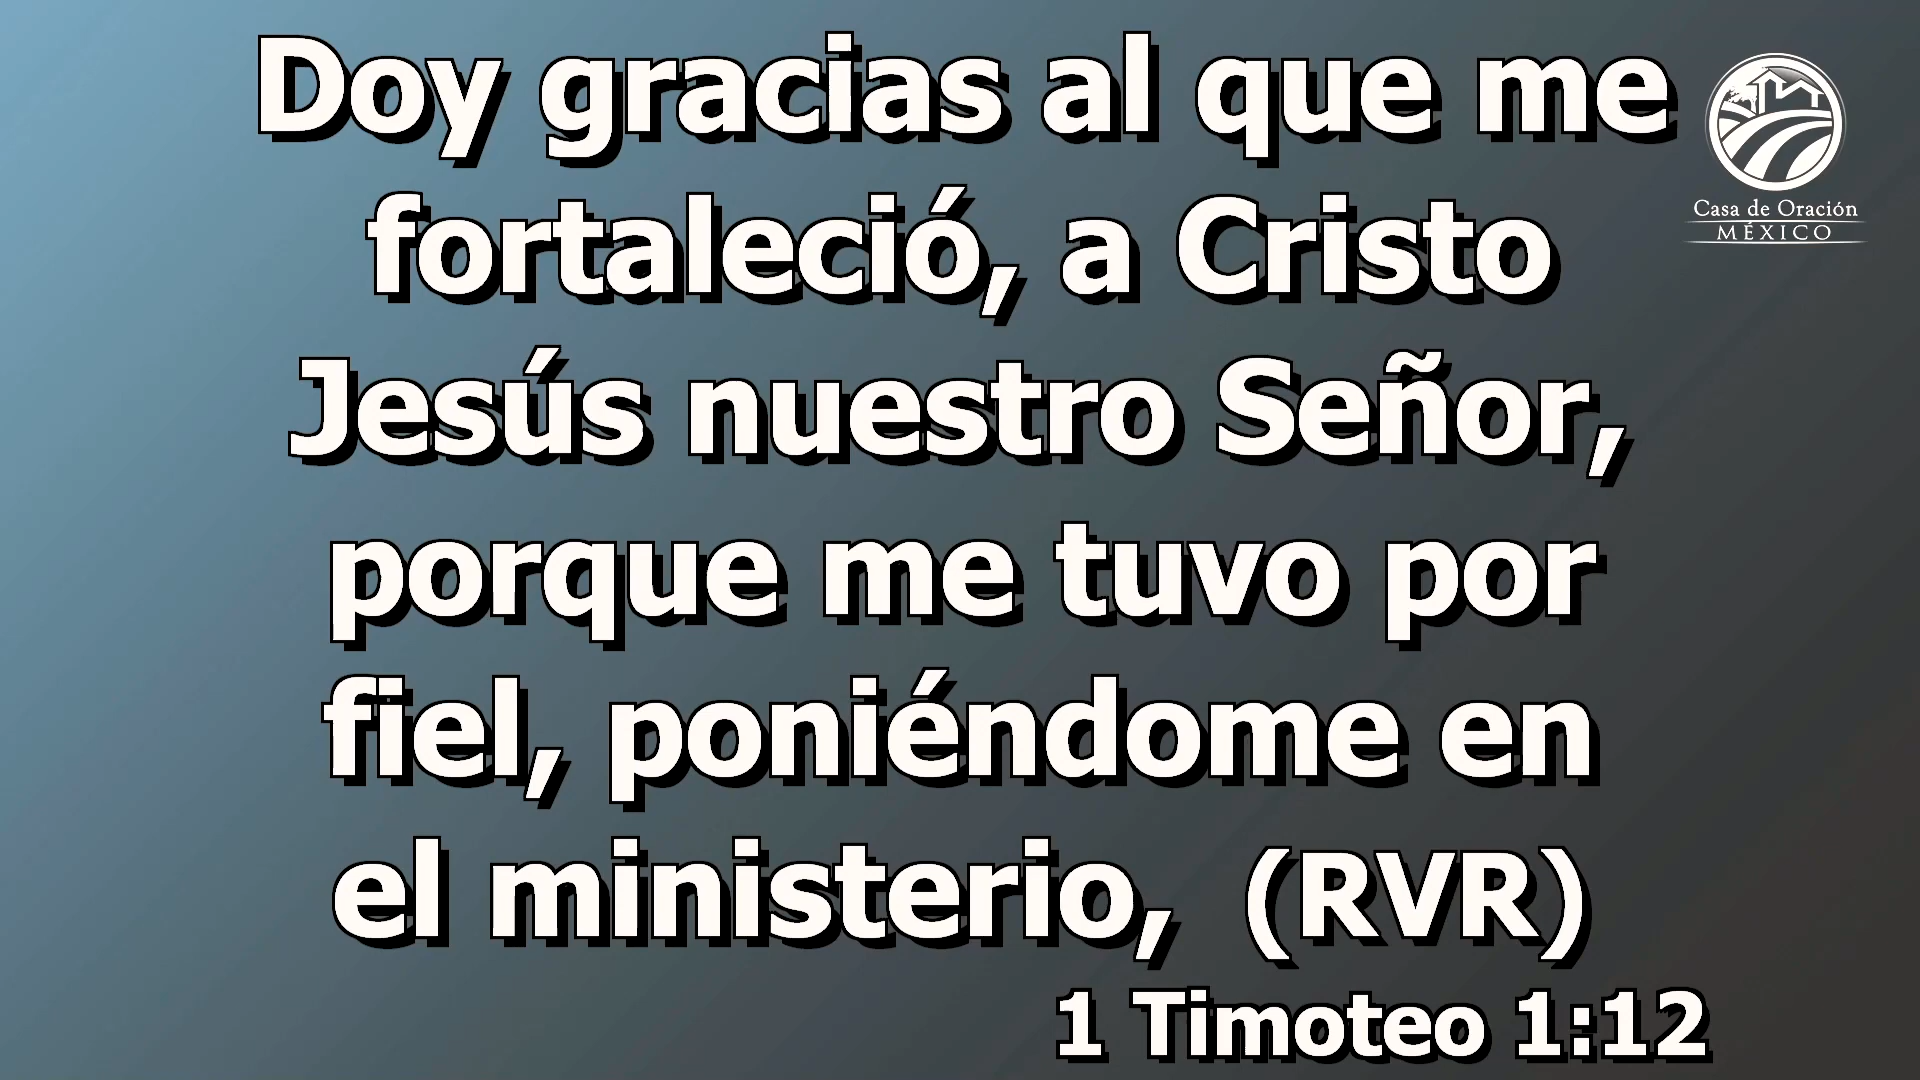 Doy gracias al que me
fortaleció, a Cristo
Jesús nuestro Señor,
porque me tuvo por
fiel, poniéndome en
el ministerio, (RVR)
1 Timoteo 1:12
Casa de Oración
MÉXICO